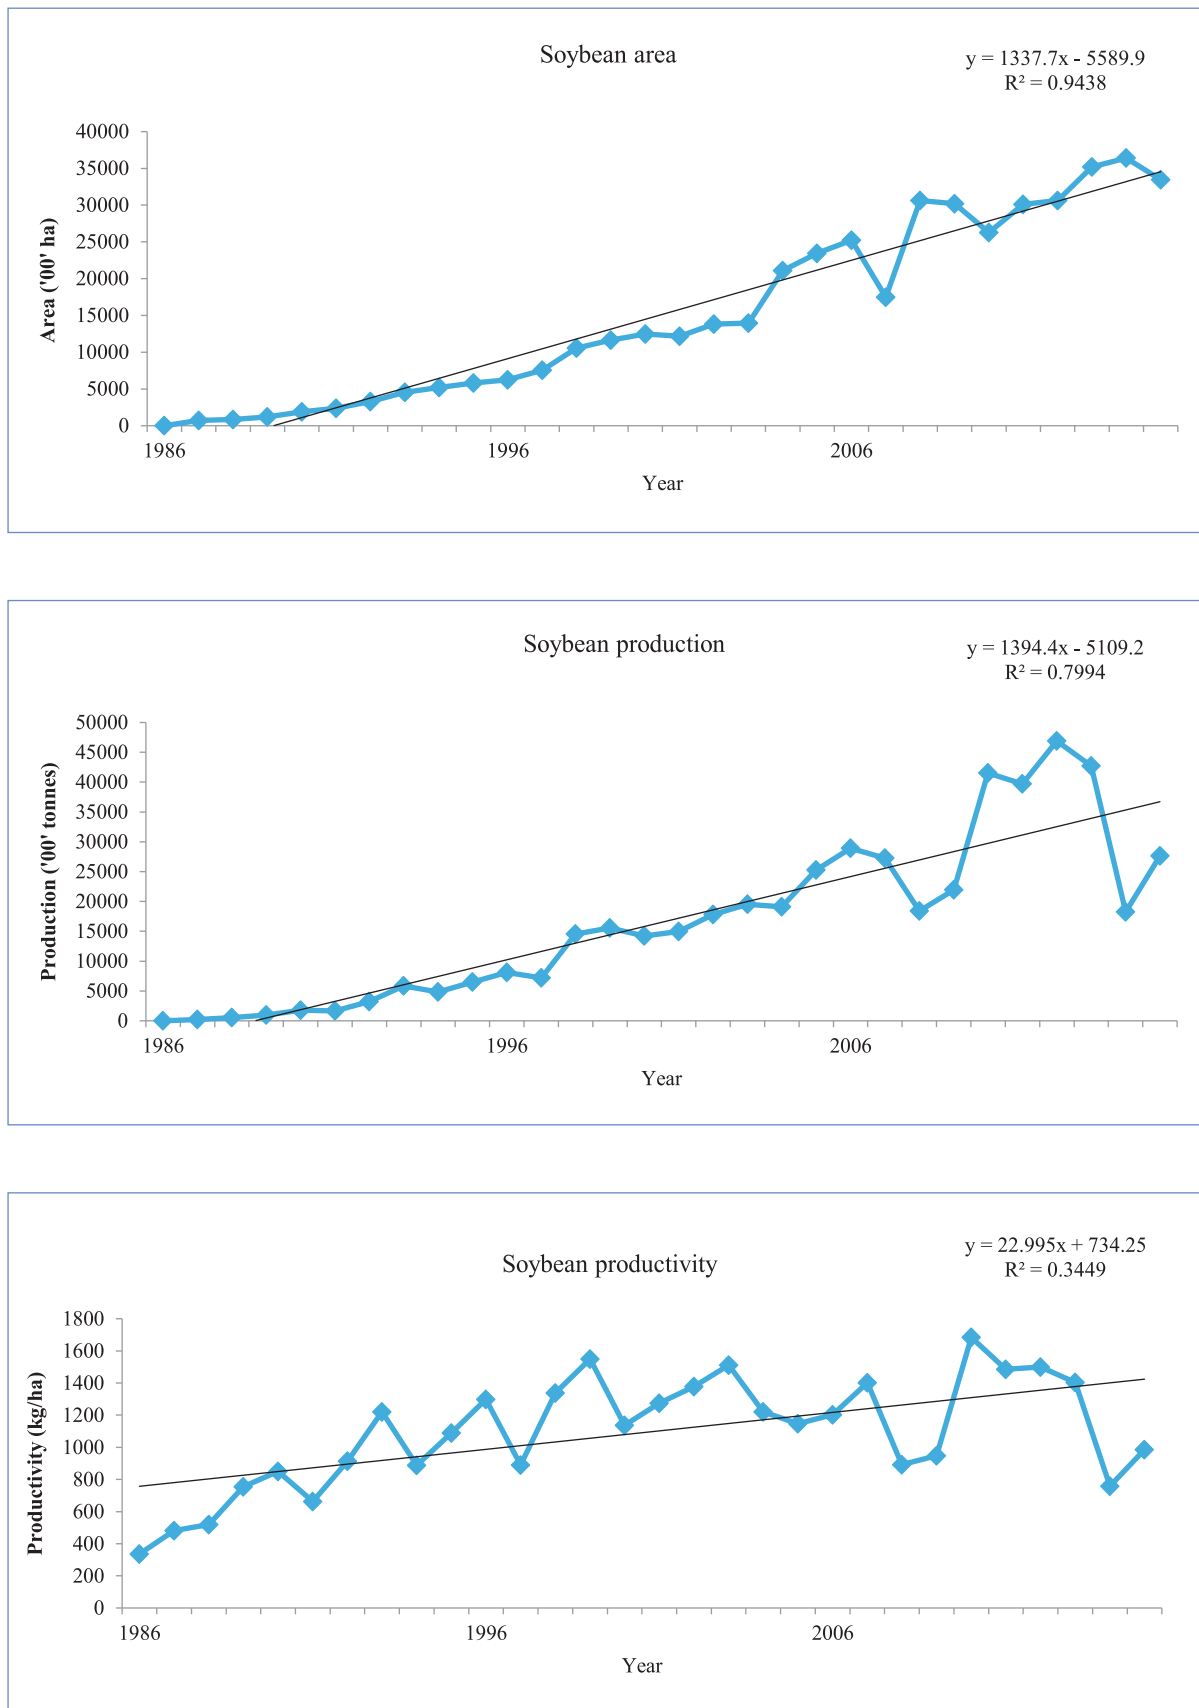 Soybean area
y = 1337.7x - 5589.9
R² = 0.9438
40000
35000
30000
25000
20000
15000
10000
5000
0
Area ('00' ha)
1986 1996 2006
Year
Soybean production
y = 1394.4x - 5109.2
R² = 0.7994
50000
45000
40000
35000
30000
25000
20000
15000
10000
5000
0
Production ('00' tonnes)
1986 1996 2006
Year
Soybean productivity
y = 22.995x + 734.25
R² = 0.3449
1800
1600
1400
1200
1000
800
600
400
200
0
Productivity (kg/ha)
1986 1996 2006
Year